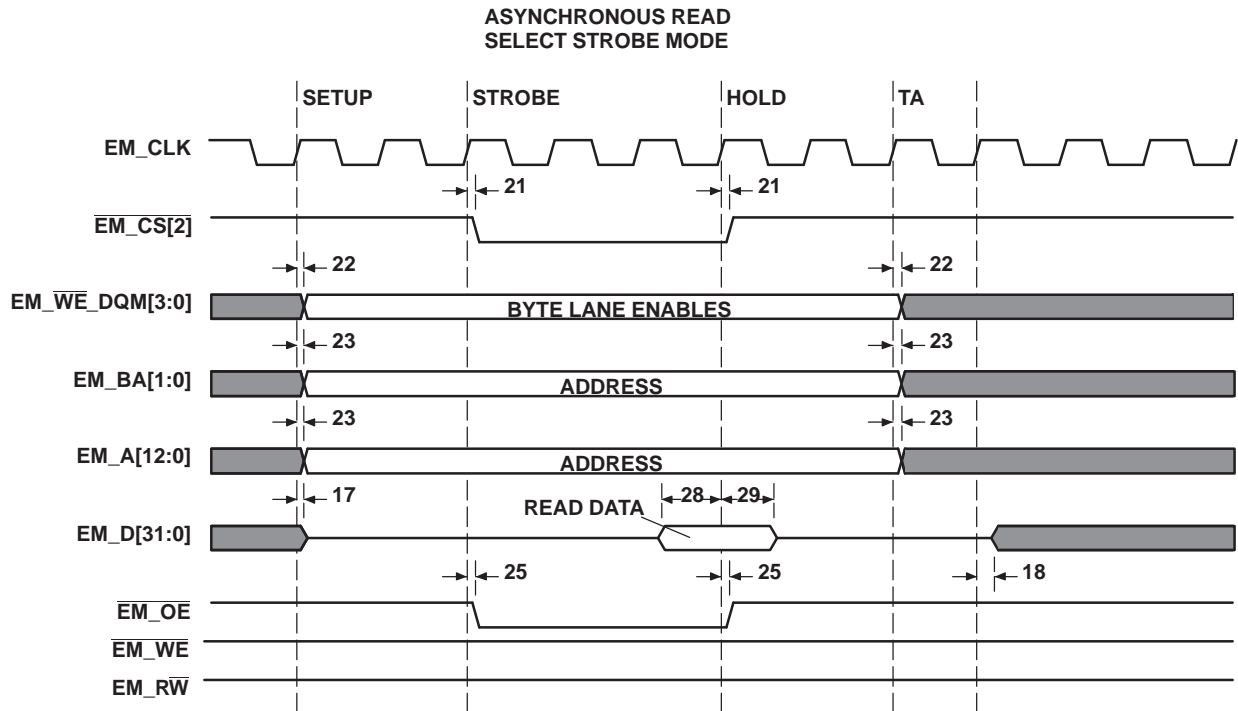 ASYNCHRONOUS READ
SELECT STROBE MODE
SETUP STROBE HOLD TA
EM_CLK
21 21
EM_CS[2]
22 22
EM_WE_DQM[3:0] BYTE LANE ENABLES
23 23
EM_BA[1:0] ADDRESS
23 23
EM_A[12:0] ADDRESS
17 28 29
READ DATA
EM_D[31:0]
25 25 18
EM_OE
EM_WE
EM_RW